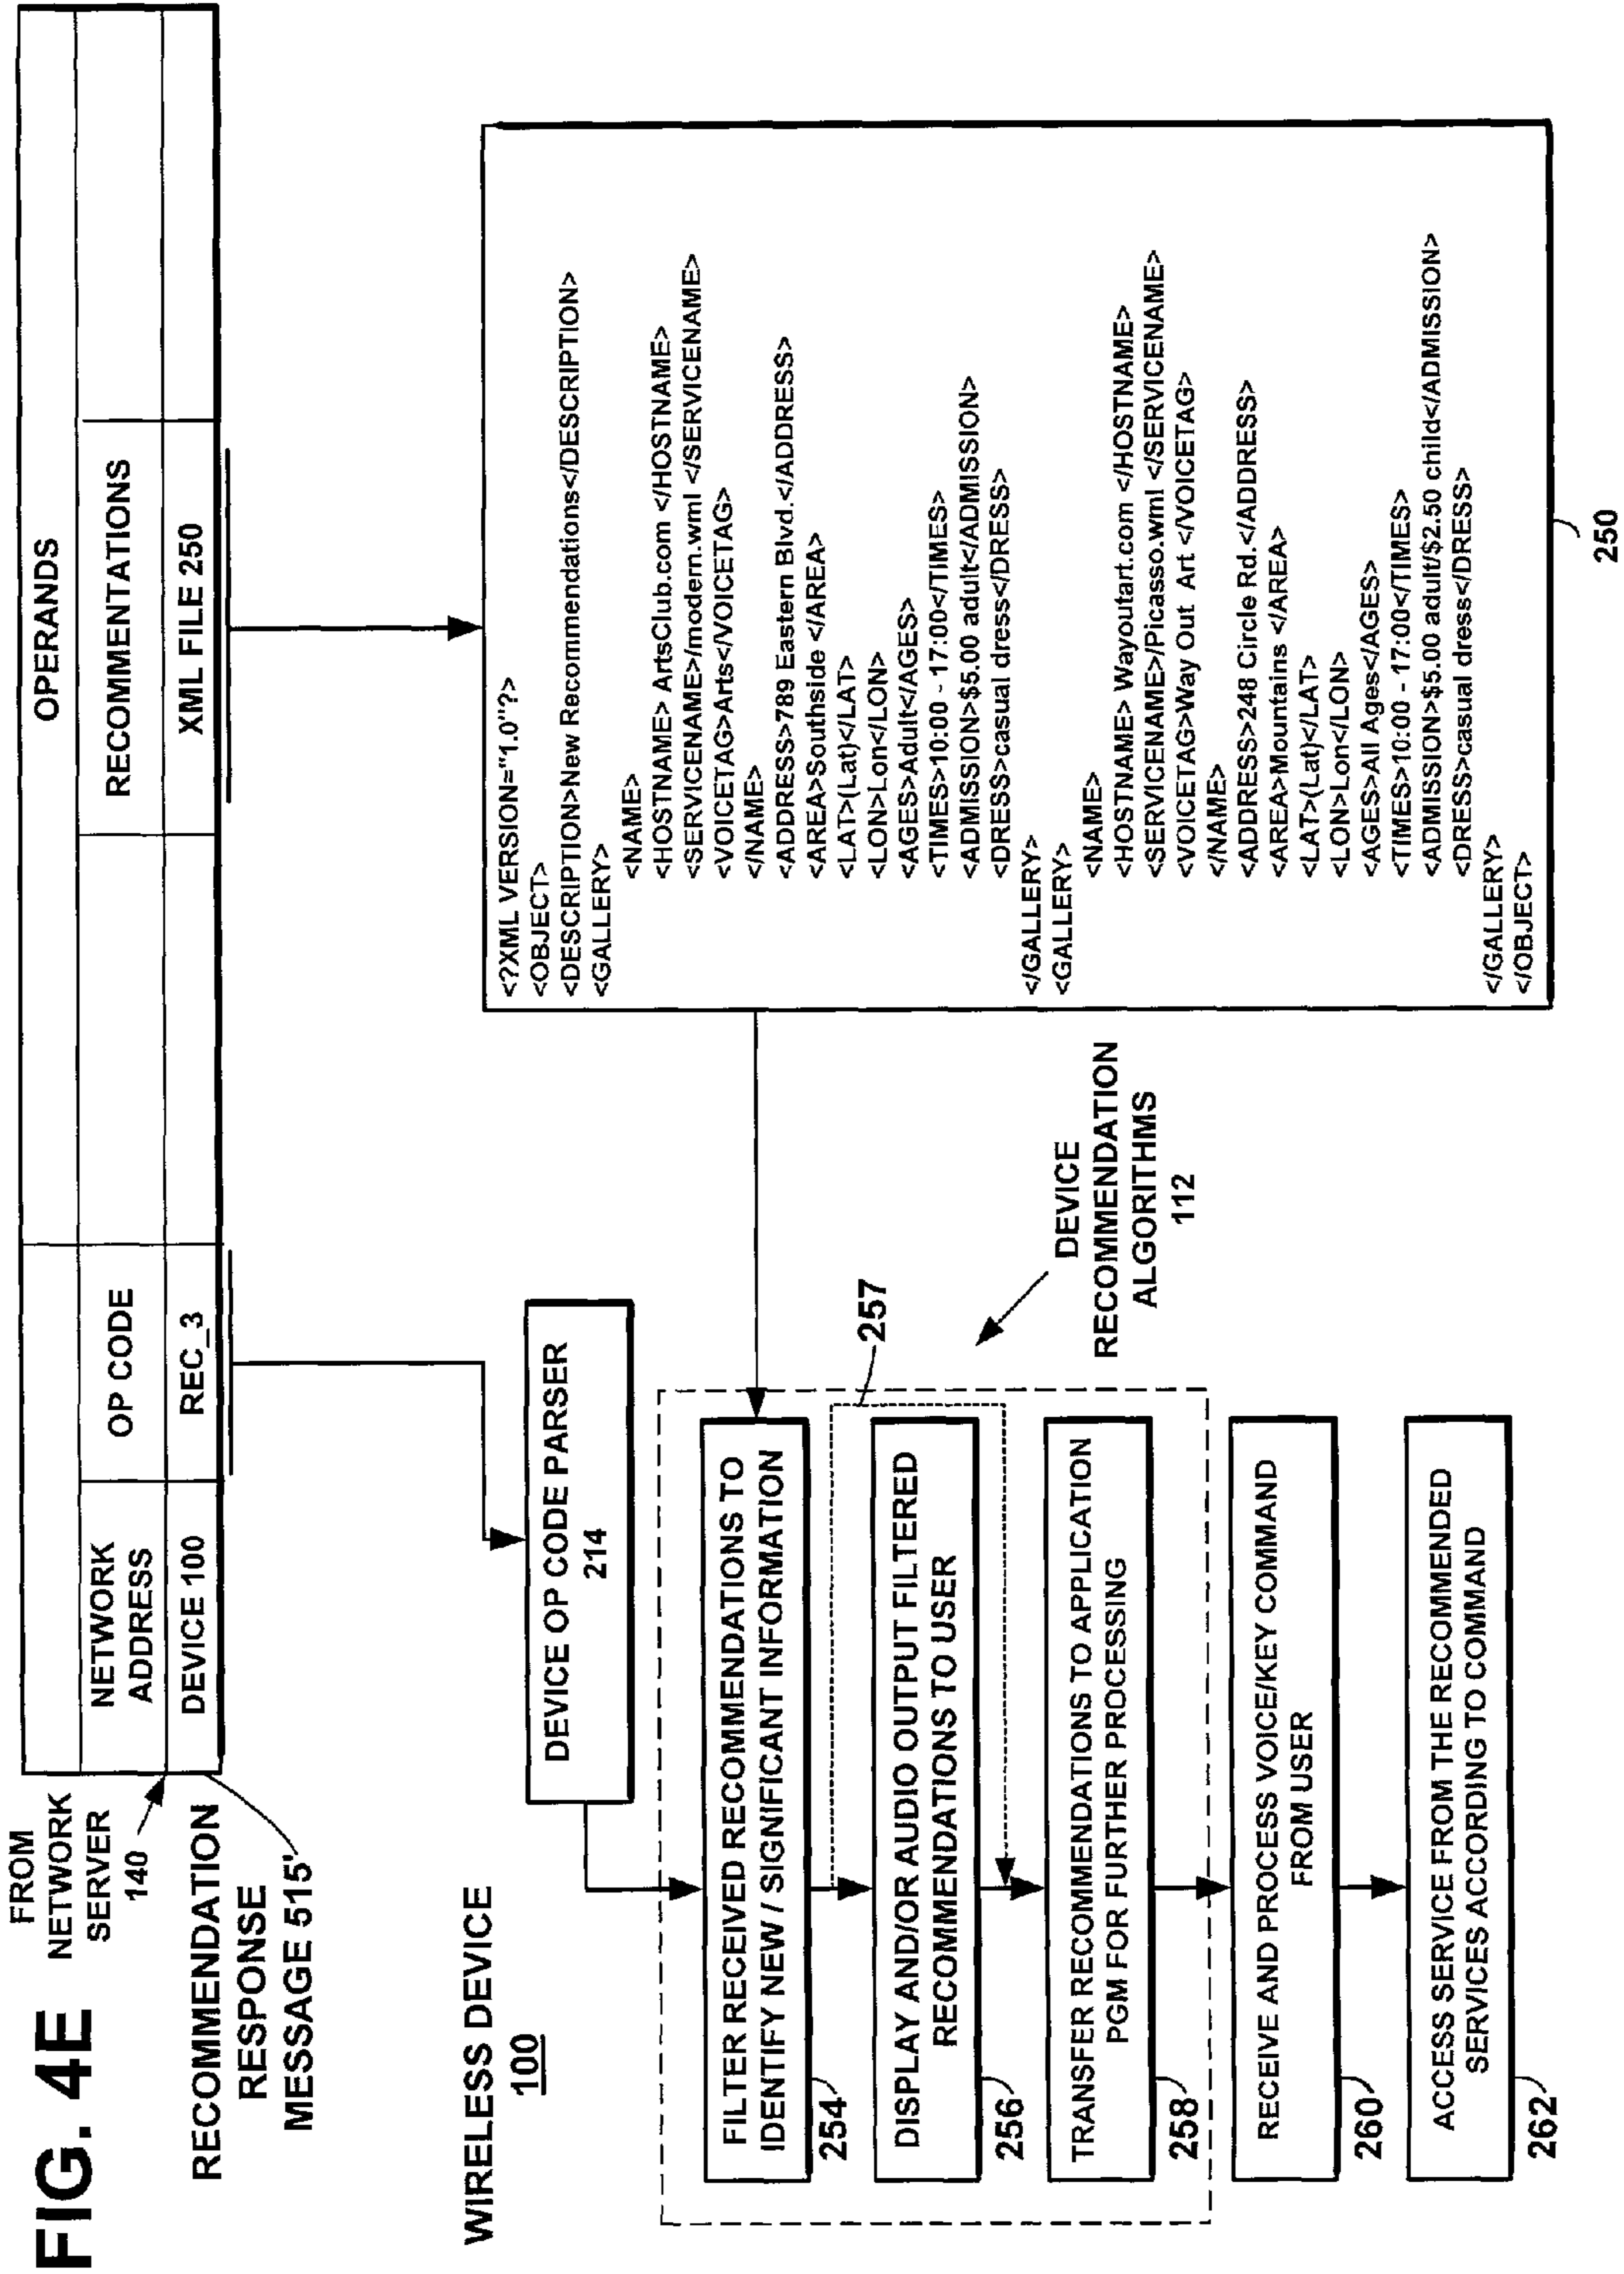 FIG. 4E
FROM
NETWORK
SERVER
140
RECOMMENDATION
RESPONSE
MESSAGE 515'
OPERANDS
NETWORK
ADDRESS
OP CODE
RECOMMENTATIONS
DEVICE 100
REC_3
XML FILE 250
WIRELESS DEVICE
100
DEVICE OP CODE PARSER
214
FILTER RECEIVED RECOMMENDATIONS TO
IDENTIFY NEW / SIGNIFICANT INFORMATION
254
257
DISPLAY AND/OR AUDIO OUTPUT FILTERED
RECOMMENDATIONS TO USER
256
TRANSFER RECOMMENDATIONS TO APPLICATION
PGM FOR FURTHER PROCESSING
258
RECEIVE AND PROCESS VOICE/KEY COMMAND
FROM USER
260
ACCESS SERVICE FROM THE RECOMMENDED
SERVICES ACCORDING TO COMMAND
262
DEVICE
RECOMMENDATION
ALGORITHMS
112
<?XML VERSION="1.0"?>
<OBJECT>
<DESCRIPTION>New Recommendations</DESCRIPTION>
<GALLERY>
<NAME>
<HOSTNAME> ArtsClub.com </HOSTNAME>
<SERVICENAME>/modern.wml </SERVICENAME>
<VOICETAG>Arts</VOICETAG>
</NAME>
<ADDRESS>789 Eastern Blvd.</ADDRESS>
<AREA>Southside </AREA>
<LAT>(Lat)</LAT>
<LON>Lon</LON>
<AGES>Adult</AGES>
<TIMES>10:00 - 17:00</TIMES>
<ADMISSION>$5.00 adult</ADMISSION>
<DRESS>casual dress</DRESS>
</GALLERY>
<GALLERY>
<NAME>
<HOSTNAME> Wayoutart.com </HOSTNAME>
<SERVICENAME>/Picasso.wml </SERVICENAME>
<VOICETAG>Way Out Art </VOICETAG>
</NAME>
<ADDRESS>248 Circle Rd.</ADDRESS>
<AREA>Mountains </AREA>
<LAT>(Lat)</LAT>
<LON>Lon</LON>
<AGES>All Ages</AGES>
<TIMES>10:00 - 17:00</TIMES>
<ADMISSION>$5.00 adult/$2.50 child</ADMISSION>
<DRESS>casual dress</DRESS>
</GALLERY>
</OBJECT>
250